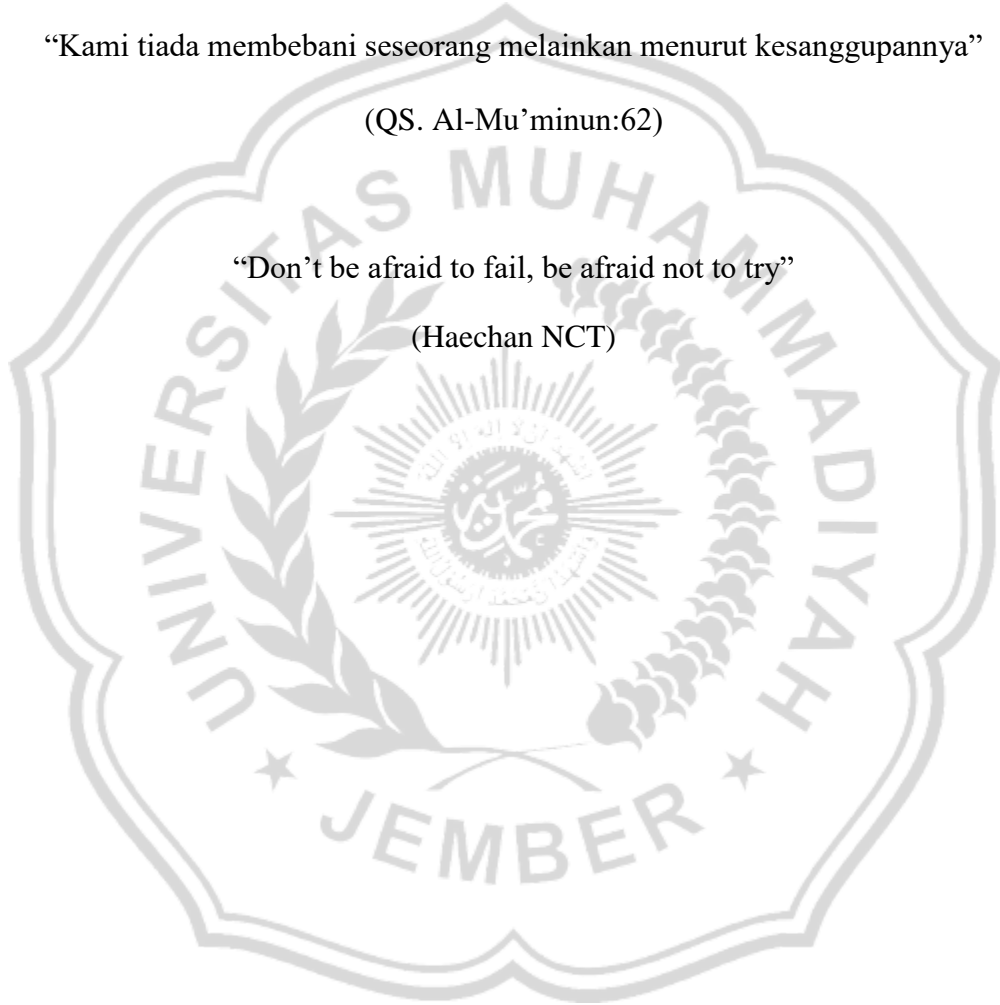 “Kami tiada membebani seseorang melainkan menurut kesanggupannya”
(QS. Al-Mu’minun:62)
“Don’t be afraid to fail, be afraid not to try”
(Haechan NCT)
UNIVERSITAS MUHAMMADIYAH
JEMBER